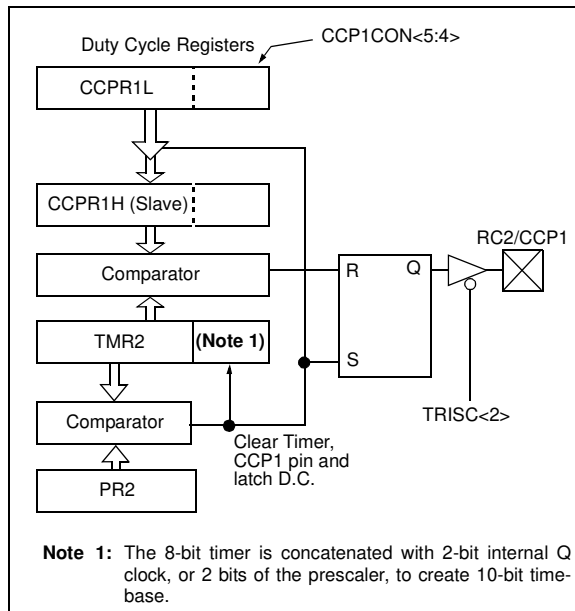 Duty Cycle Registers
CCP1CON<5:4>
CCPR1L
CCPR1H (Slave)
RC2/CCP1
Comparator
R
Q
TMR2
(Note 1)
S
Comparator
TRISC<2>
Clear Timer,
CCP1 pin and
latch D.C.
PR2
Note 1: The 8-bit timer is concatenated with 2-bit internal Q
clock, or 2 bits of the prescaler, to create 10-bit time-
base.